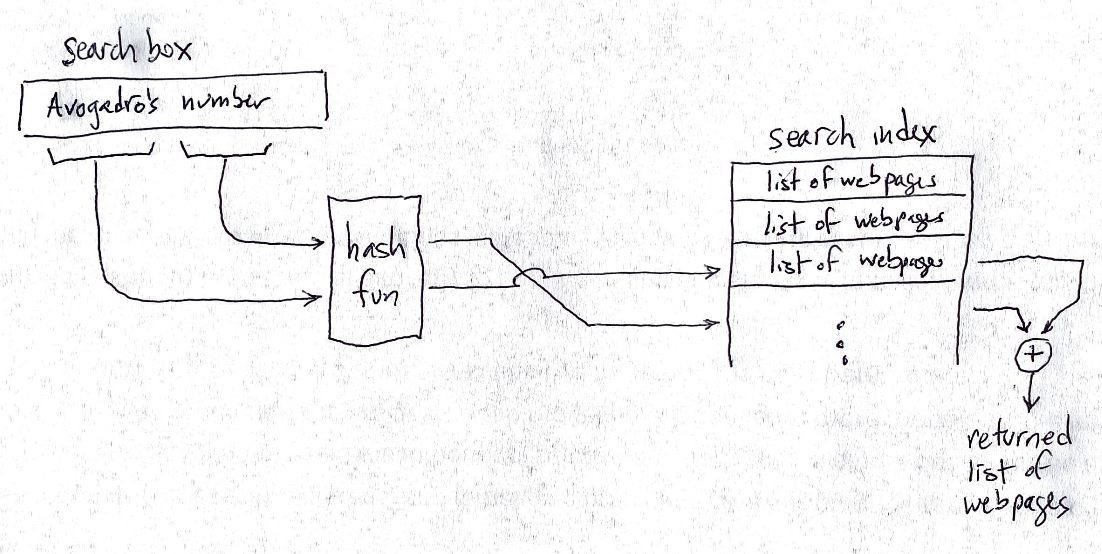 search box
Avogadro's number
hash
fun
search index
list of webpages
list of webpages
list of webpages
+
returned
list of
webpages